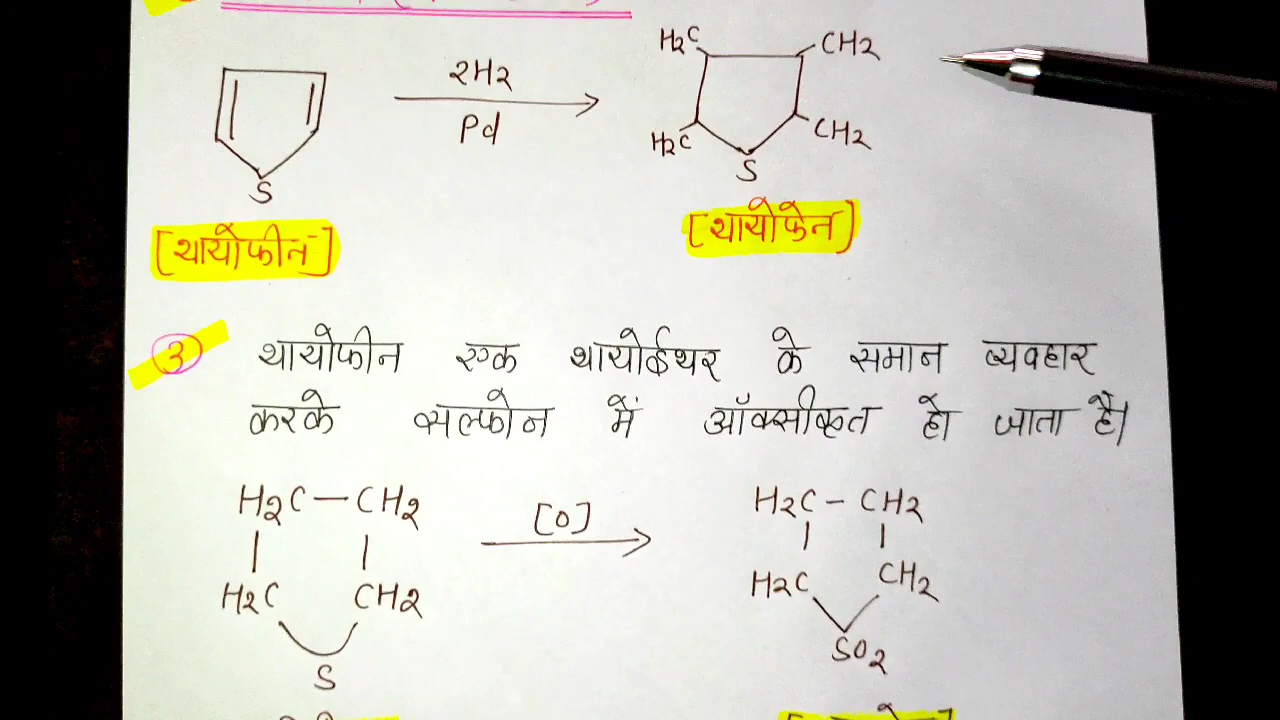 H2C CH2
2H2
Pd
H2C CH2
S S
[थायोफीन] [थायोफेन]
3 थायोफीन एक थायोईथर के समान व्यवहार
करके सल्फोन में ऑक्सीकृत हो जाता है।
H2C – CH2 [O] H2C – CH2
H2C CH2 H2C CH2
S SO2